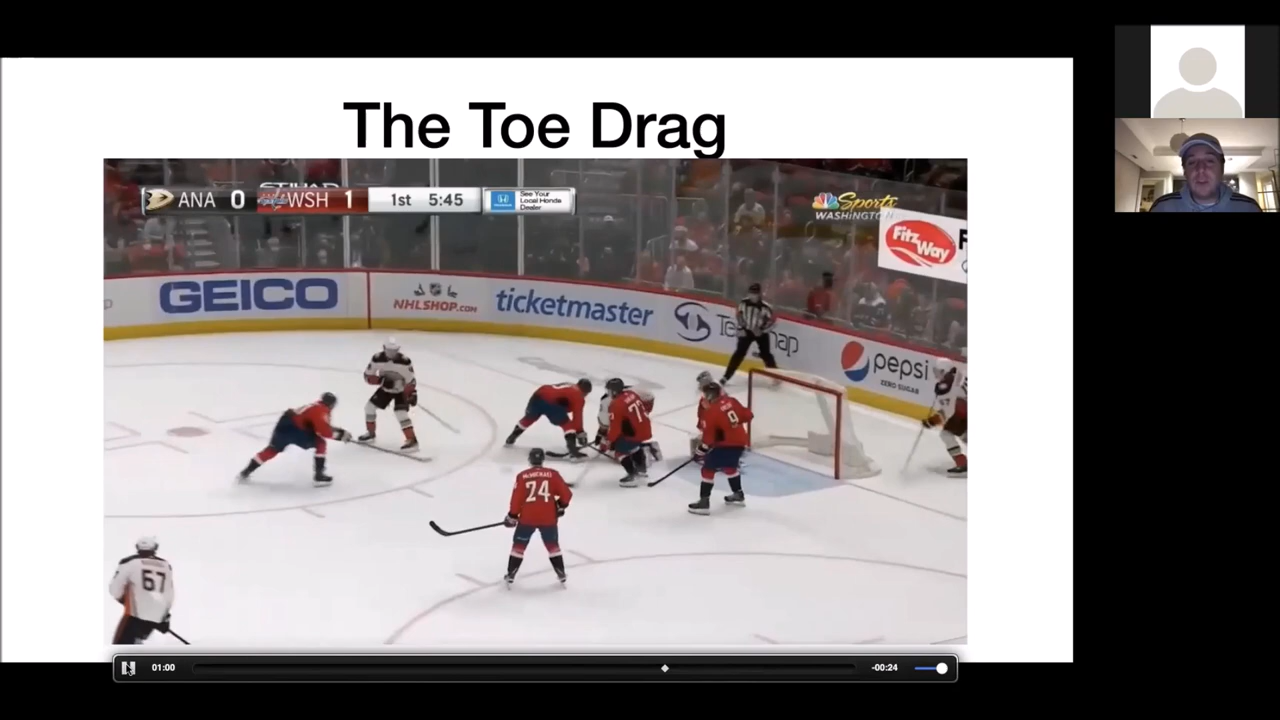 The Toe Drag
ANA 0 WSH 1 1st 5:45 See Your
Local Honda
Dealer
Sports
WASHINGTON
FitzWay
GEICO
NHLSHOP.COM
ticketmaster
pepsi
ZERO SUGAR
9
24
67
01:00
-00:24